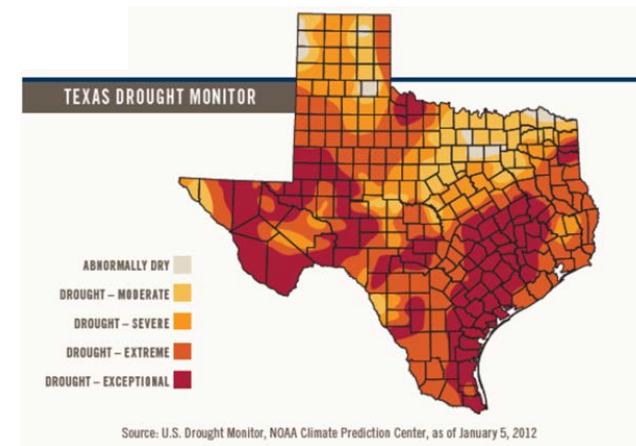 TEXAS DROUGHT MONITOR
ABNORMALLY DRY
DROUGHT – MODERATE
DROUGHT – SEVERE
DROUGHT – EXTREME
DROUGHT – EXCEPTIONAL
Source: U.S. Drought Monitor, NOAA Climate Prediction Center, as of January 5, 2012